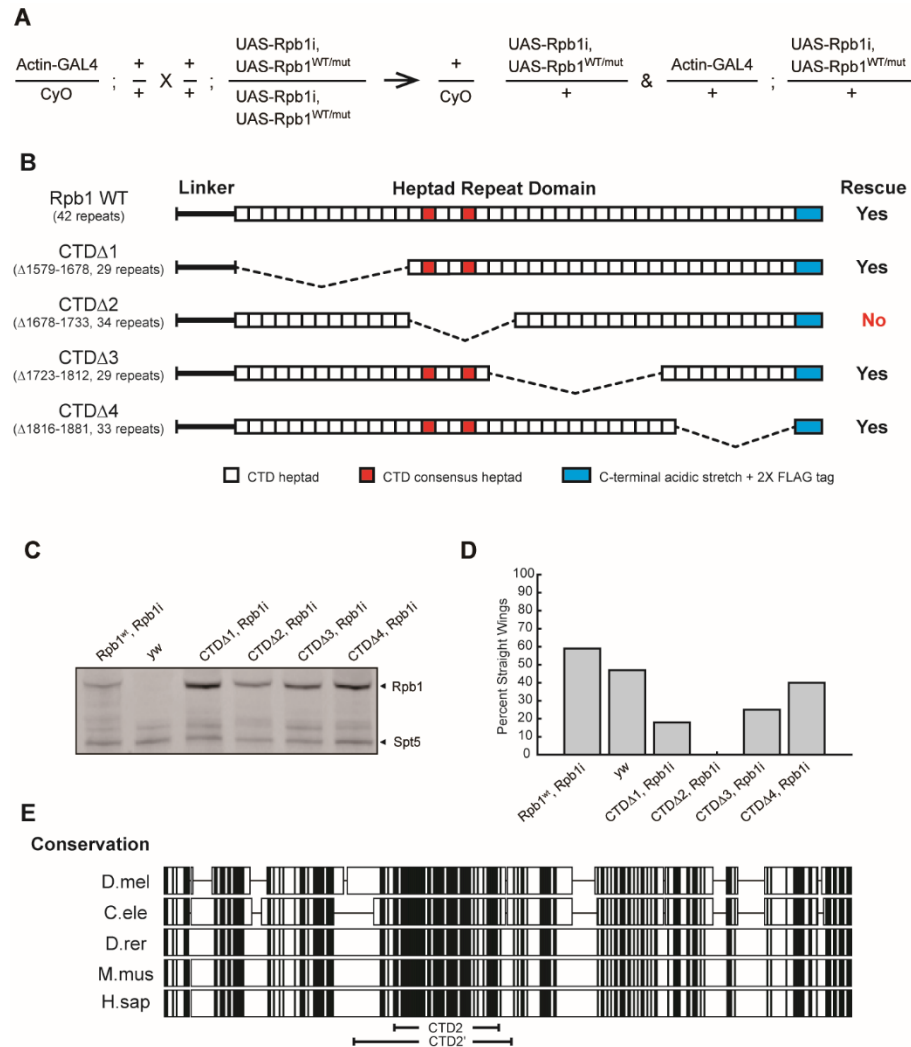 A
Actin-GAL4 / CyO ; + / + X + / + ; UAS-Rpb1i, UAS-Rpb1WT/mut / UAS-Rpb1i, UAS-Rpb1WT/mut → + / CyO UAS-Rpb1i, UAS-Rpb1WT/mut / + & Actin-GAL4 / + ; UAS-Rpb1i, UAS-Rpb1WT/mut / +
B
Linker Heptad Repeat Domain Rescue
Rpb1 WT
(42 repeats)
Yes
CTDΔ1
(Δ1579-1678, 29 repeats)
Yes
CTDΔ2
(Δ1678-1733, 34 repeats)
No
CTDΔ3
(Δ1723-1812, 29 repeats)
Yes
CTDΔ4
(Δ1816-1881, 33 repeats)
Yes
CTD heptad CTD consensus heptad C-terminal acidic stretch + 2X FLAG tag
C
Rpb1wt, Rpb1i
yw
CTDΔ1, Rpb1i
CTDΔ2, Rpb1i
CTDΔ3, Rpb1i
CTDΔ4, Rpb1i
Rpb1
Spt5
D
Percent Straight Wings
100
90
80
70
60
50
40
30
20
10
0
Rpb1wt, Rpb1i
yw
CTDΔ1, Rpb1i
CTDΔ2, Rpb1i
CTDΔ3, Rpb1i
CTDΔ4, Rpb1i
E
Conservation
D.mel
C.ele
D.rer
M.mus
H.sap
CTD2
CTD2'